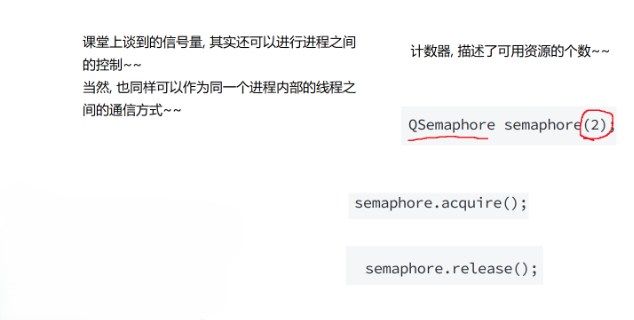 课堂上谈到的信号量, 其实还可以进行进程之间
的控制~~
当然, 也同样可以作为同一个进程内部的线程之
间的通信方式~~
计数器, 描述了可用资源的个数~~
QSemaphore semaphore(2);
semaphore.acquire();
semaphore.release();